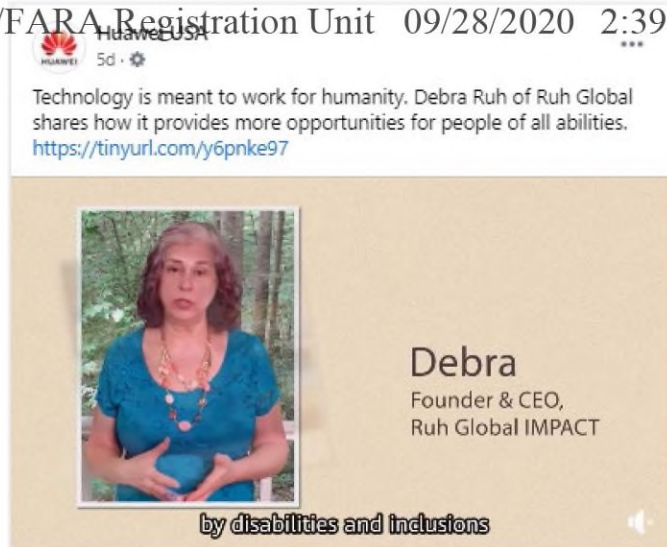 /FARA Registration Unit 09/28/2020 2:39
Huawei USA
HUAWEI
5d ·
Technology is meant to work for humanity. Debra Ruh of Ruh Global
shares how it provides more opportunities for people of all abilities.
https://tinyurl.com/y6pnke97
Debra
Founder & CEO,
Ruh Global IMPACT
by disabilities and inclusions